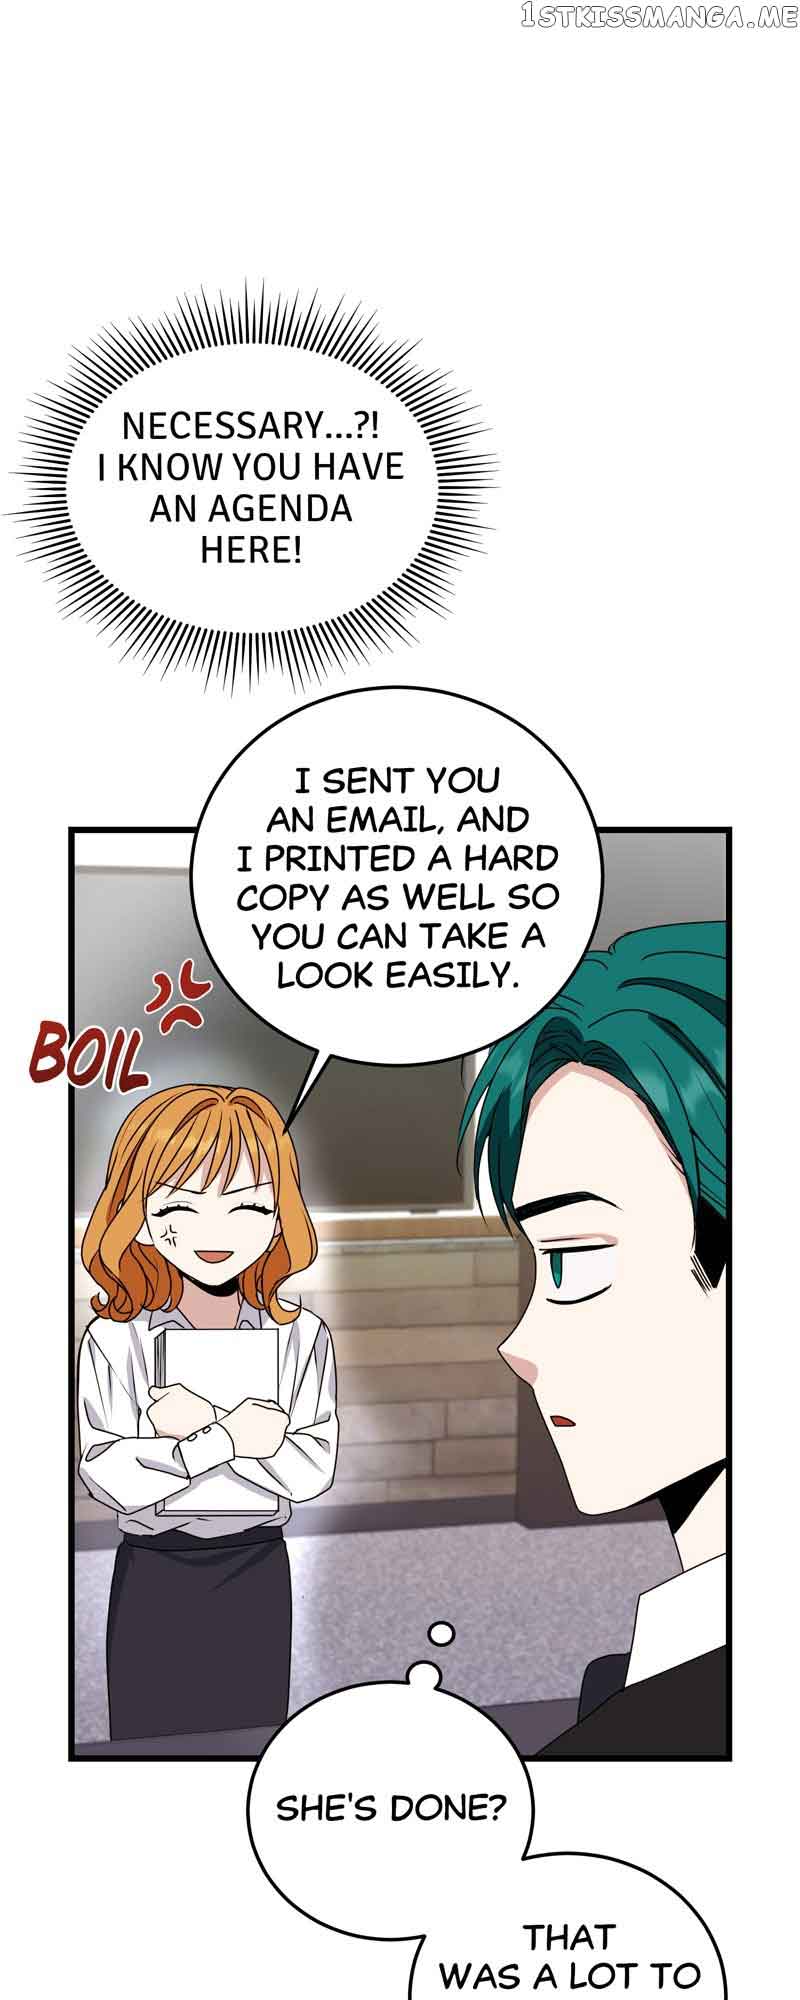 1STKISSMANGA.ME
NECESSARY...?!
I KNOW YOU HAVE
AN AGENDA
HERE!
I SENT YOU
AN EMAIL, AND
I PRINTED A HARD
COPY AS WELL SO
YOU CAN TAKE A
LOOK EASILY.
BOIL
SHE'S DONE?
THAT
WAS A LOT TO